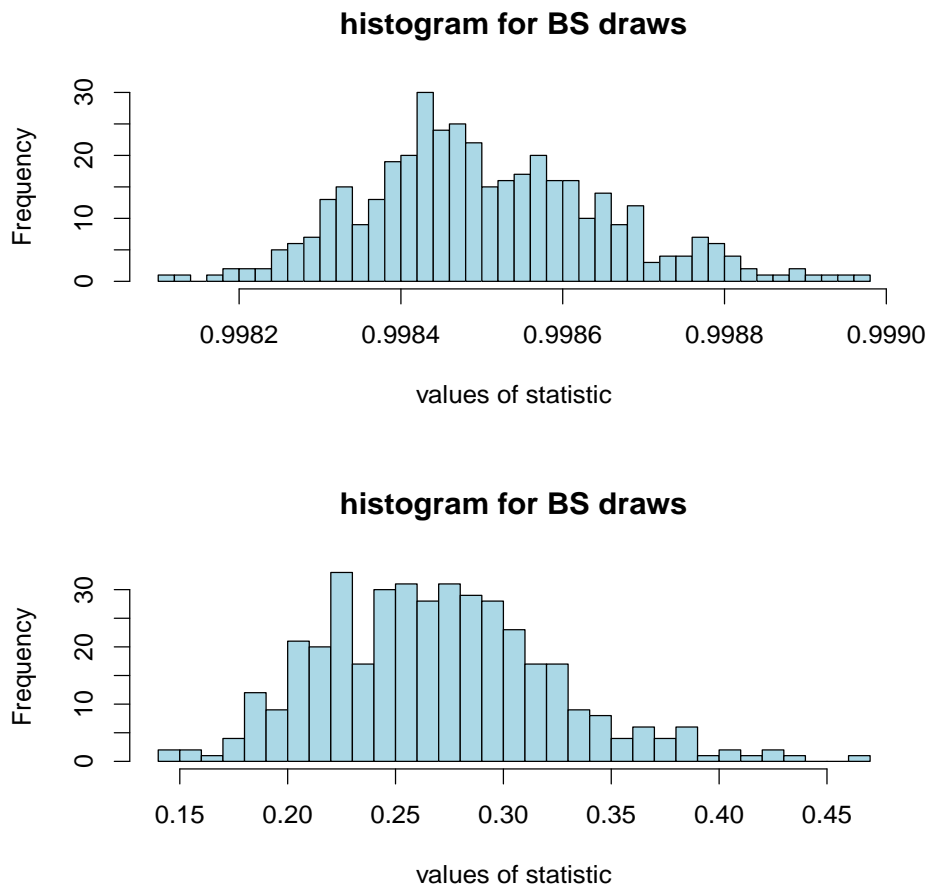 histogram for BS draws
Frequency
30
20
10
0
0.9982 0.9984 0.9986 0.9988 0.9990
values of statistic
histogram for BS draws
Frequency
30
20
10
0
0.15 0.20 0.25 0.30 0.35 0.40 0.45
values of statistic